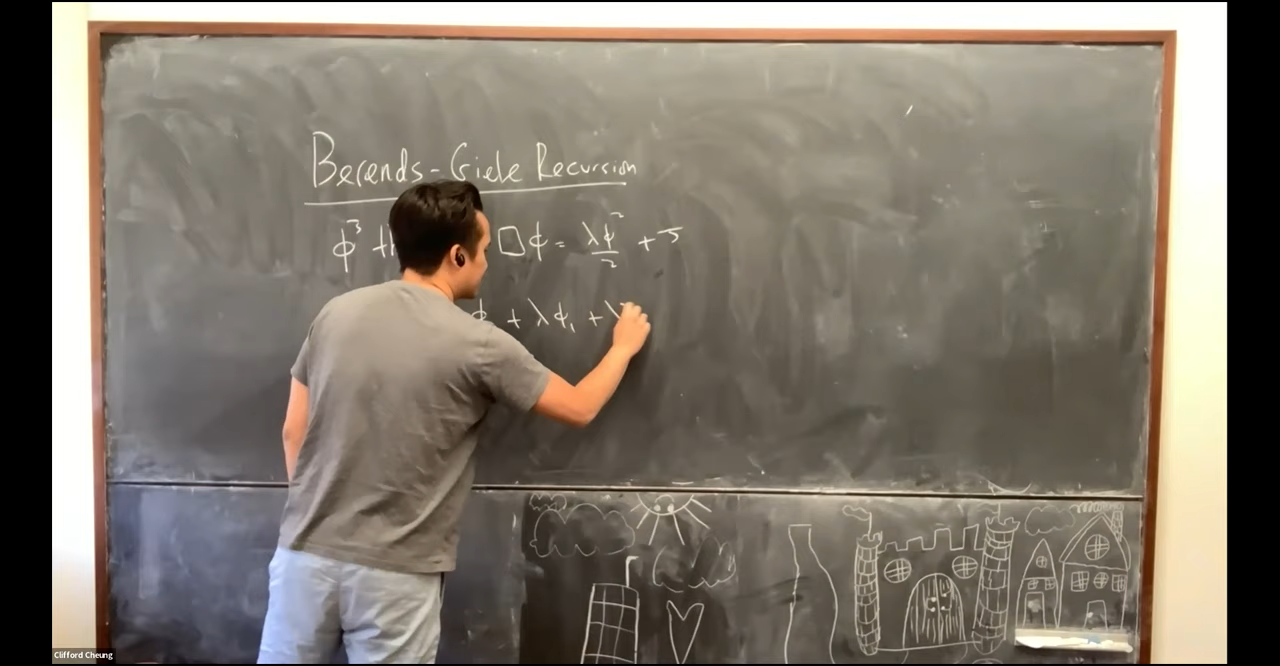 Berends-Giele Recursion
ϕ³ th □ϕ = λϕ²/2 + J
ϕ + λϕ₁ + λ
Clifford Cheung